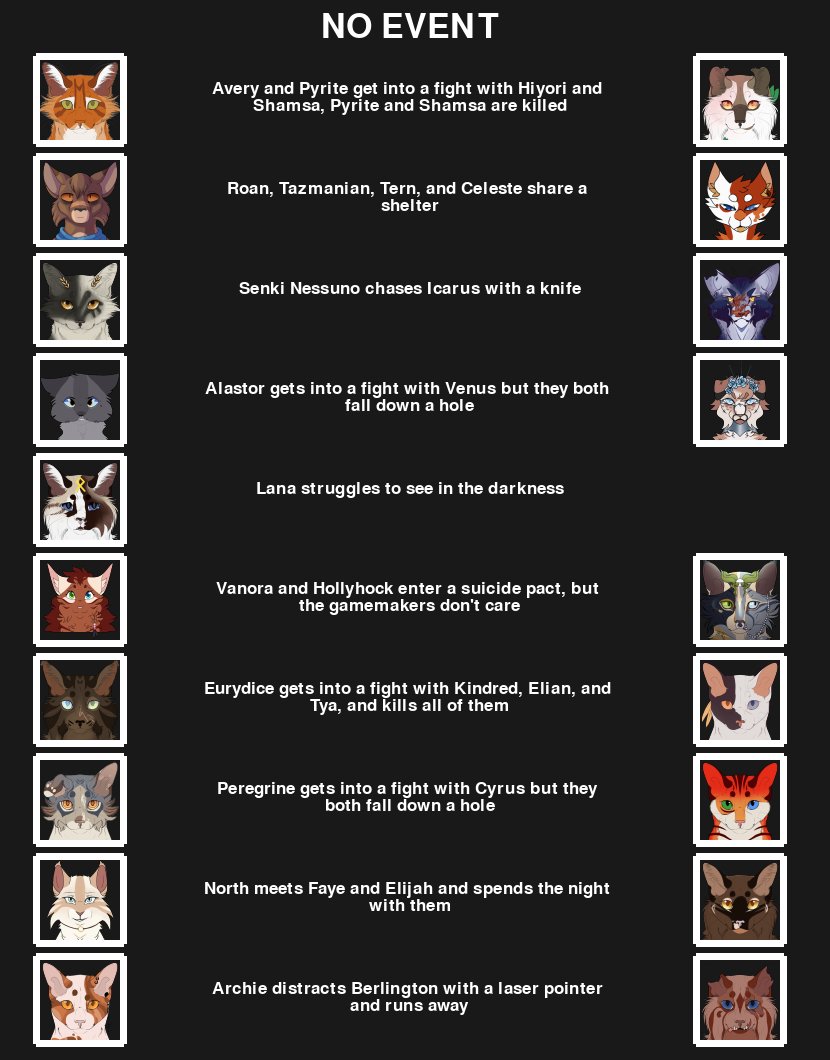 NO EVENT
Avery and Pyrite get into a fight with Hiyori and
Shamsa, Pyrite and Shamsa are killed
Roan, Tazmanian, Tern, and Celeste share a
shelter
Senki Nessuno chases Icarus with a knife
Alastor gets into a fight with Venus but they both
fall down a hole
Lana struggles to see in the darkness
Vanora and Hollyhock enter a suicide pact, but
the gamemakers don't care
Eurydice gets into a fight with Kindred, Elian, and
Tya, and kills all of them
Peregrine gets into a fight with Cyrus but they
both fall down a hole
North meets Faye and Elijah and spends the night
with them
Archie distracts Berlington with a laser pointer
and runs away